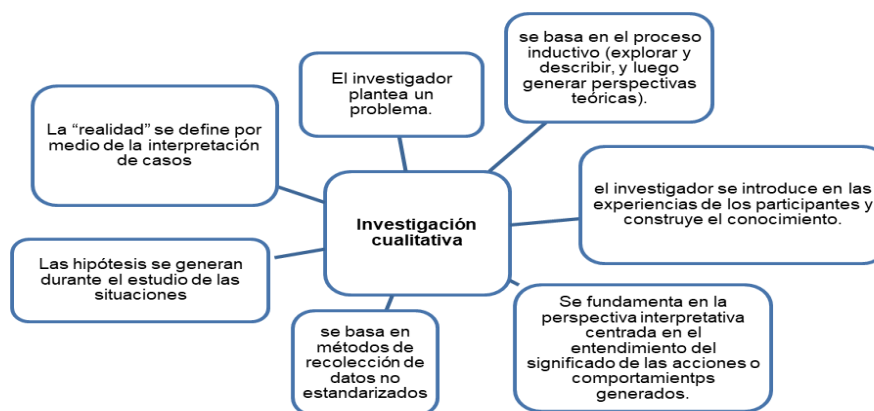 se basa en el proceso
inductivo (explorar y
describir, y luego
generar perspectivas
teóricas).
El investigador
plantea un
problema.
La “realidad” se define por
medio de la interpretación
de casos
Investigación
cualitativa
el investigador se introduce en las
experiencias de los participantes y
construye el conocimiento.
Las hipótesis se generan
durante el estudio de las
situaciones
se basa en
métodos de
recolección de
datos no
estandarizados
Se fundamenta en la
perspectiva interpretativa
centrada en el
entendimiento del
significado de las acciones o
comportamientps
generados.